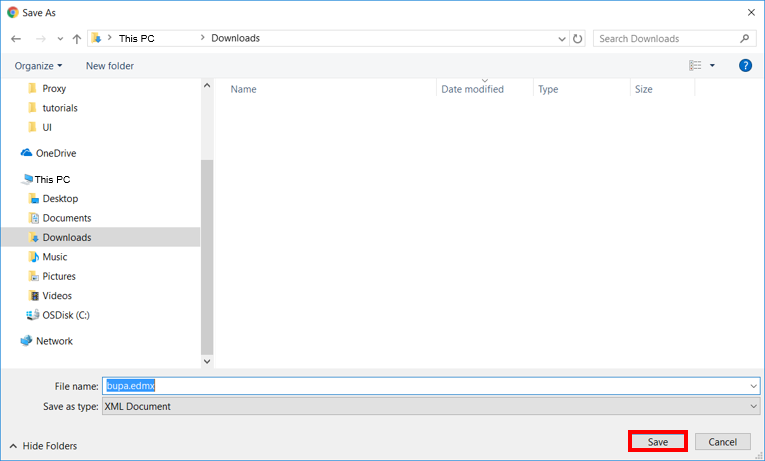 Save As
This PC Downloads Search Downloads
Organize New folder ?
Name Date modified Type Size
Proxy
tutorials
UI
OneDrive
This PC
Desktop
Documents
Downloads
Music
Pictures
Videos
OSDisk (C:)
Network
File name: bupa.edmx
Save as type: XML Document
Hide Folders Save Cancel